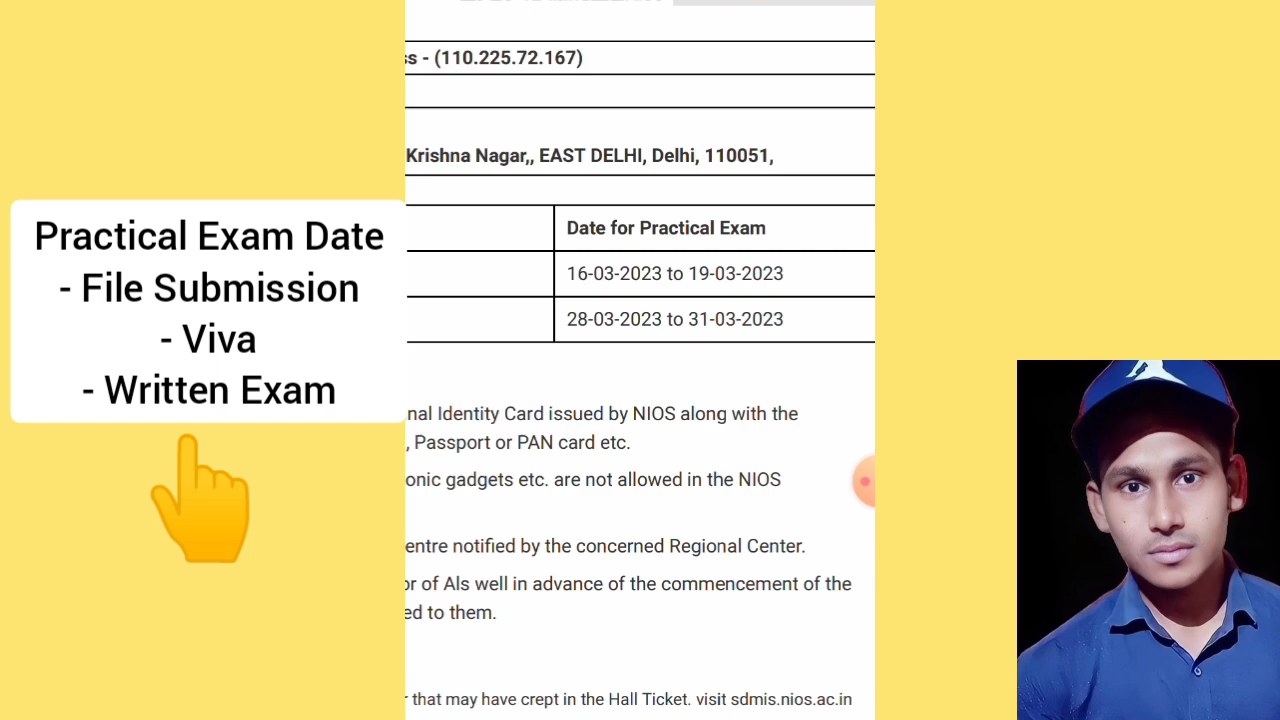 ss - (110.225.72.167)
Krishna Nagar,, EAST DELHI, Delhi, 110051,
Practical Exam Date
- File Submission
- Viva
- Written Exam
Date for Practical Exam
16-03-2023 to 19-03-2023
28-03-2023 to 31-03-2023
nal Identity Card issued by NIOS along with the
, Passport or PAN card etc.
onic gadgets etc. are not allowed in the NIOS
entre notified by the concerned Regional Center.
or of AIs well in advance of the commencement of the
ed to them.
r that may have crept in the Hall Ticket. visit sdmis.nios.ac.in